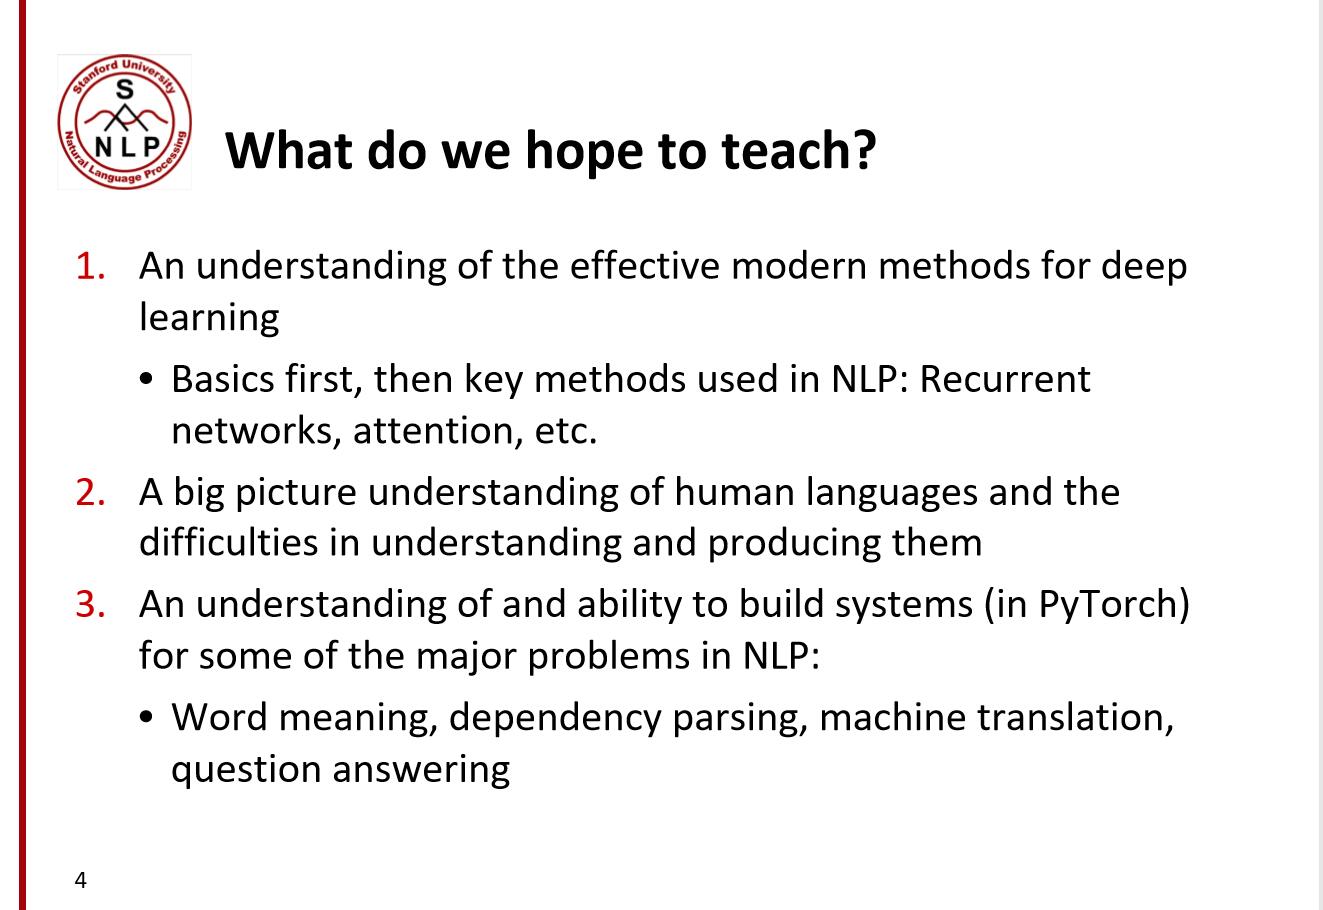 Stanford University
S
NLP
Natural Language Processing
What do we hope to teach?
1. An understanding of the effective modern methods for deep
learning
• Basics first, then key methods used in NLP: Recurrent
networks, attention, etc.
2. A big picture understanding of human languages and the
difficulties in understanding and producing them
3. An understanding of and ability to build systems (in PyTorch)
for some of the major problems in NLP:
• Word meaning, dependency parsing, machine translation,
question answering
4